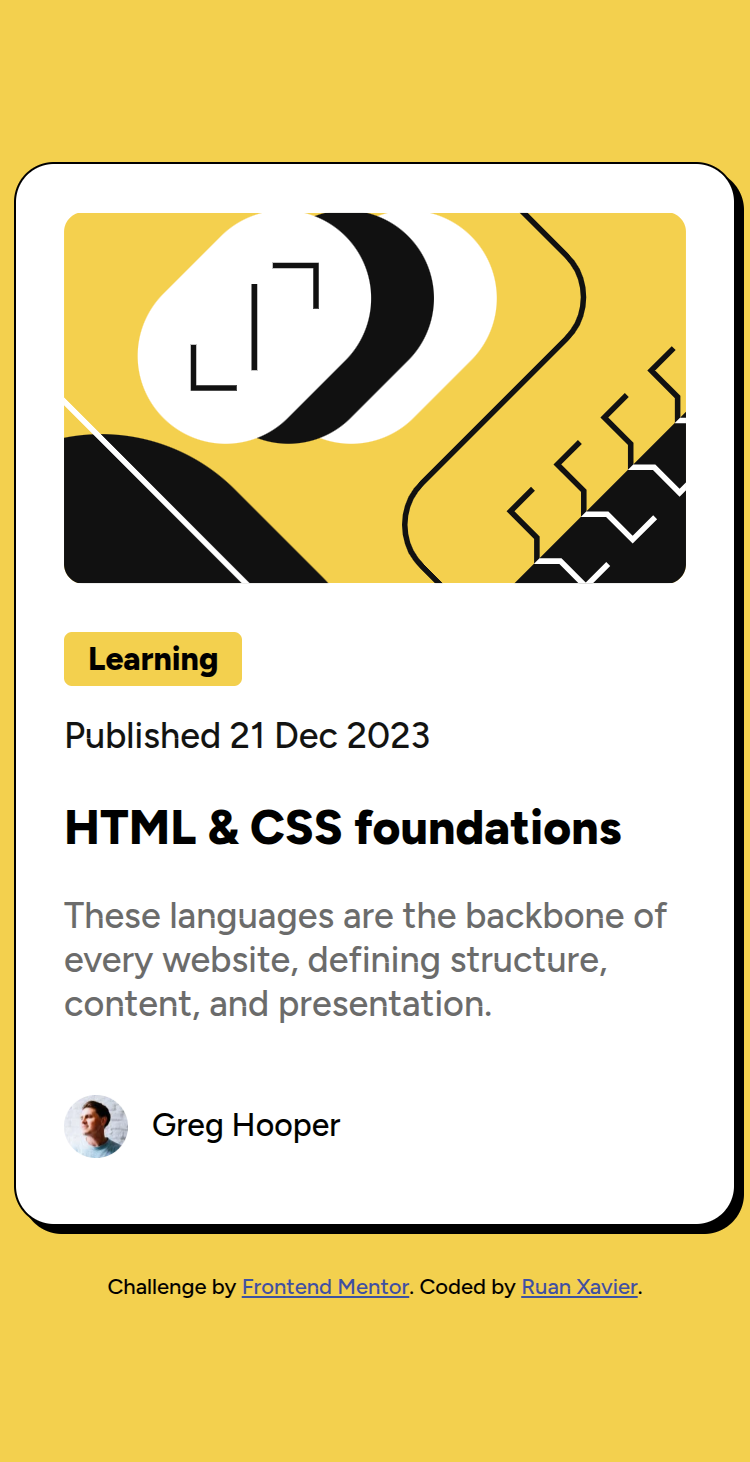 Learning
Published 21 Dec 2023
HTML & CSS foundations
These languages are the backbone of
every website, defining structure,
content, and presentation.
Greg Hooper
Challenge by Frontend Mentor. Coded by Ruan Xavier.